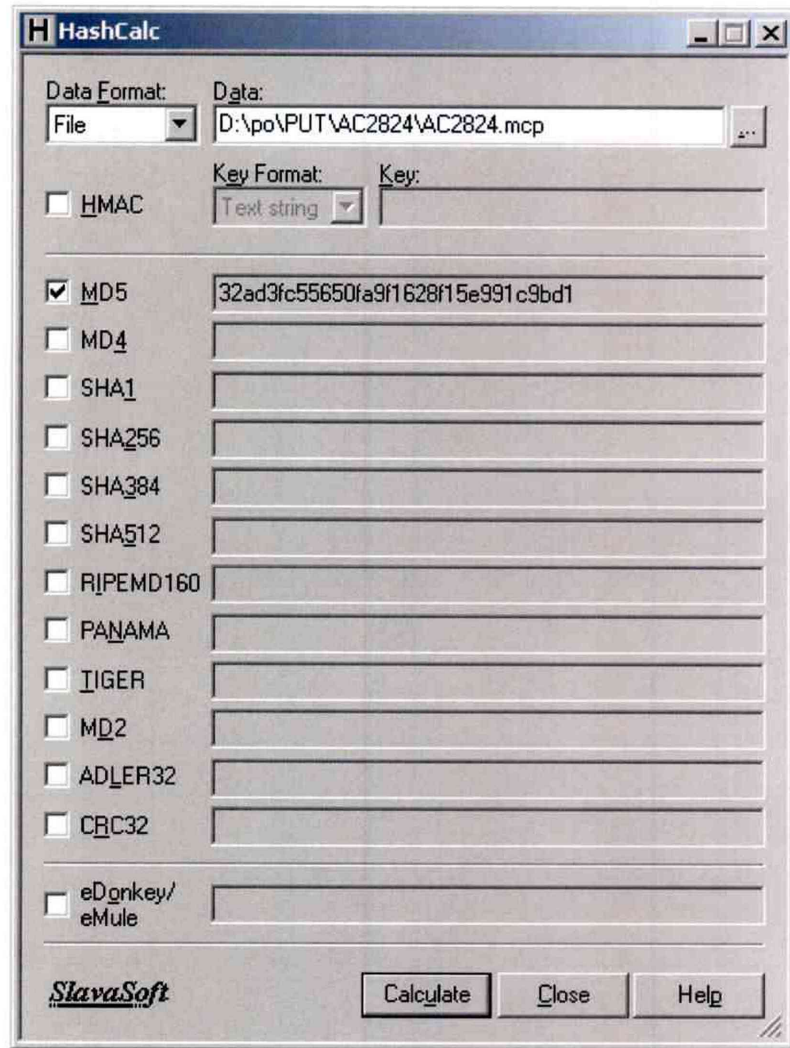 HashCalc
Data Format: Data:
File D:\po\PUT\AC2824\AC2824.mcp ...
Key Format: Key:
HMAC Text string
MD5 32ad3fc55650fa9f1628f15e991c9bd1
MD4
SHA1
SHA256
SHA384
SHA512
RIPEMD160
PANAMA
TIGER
MD2
ADLER32
CRC32
eDonkey/
eMule
SlavaSoft Calculate Close Help